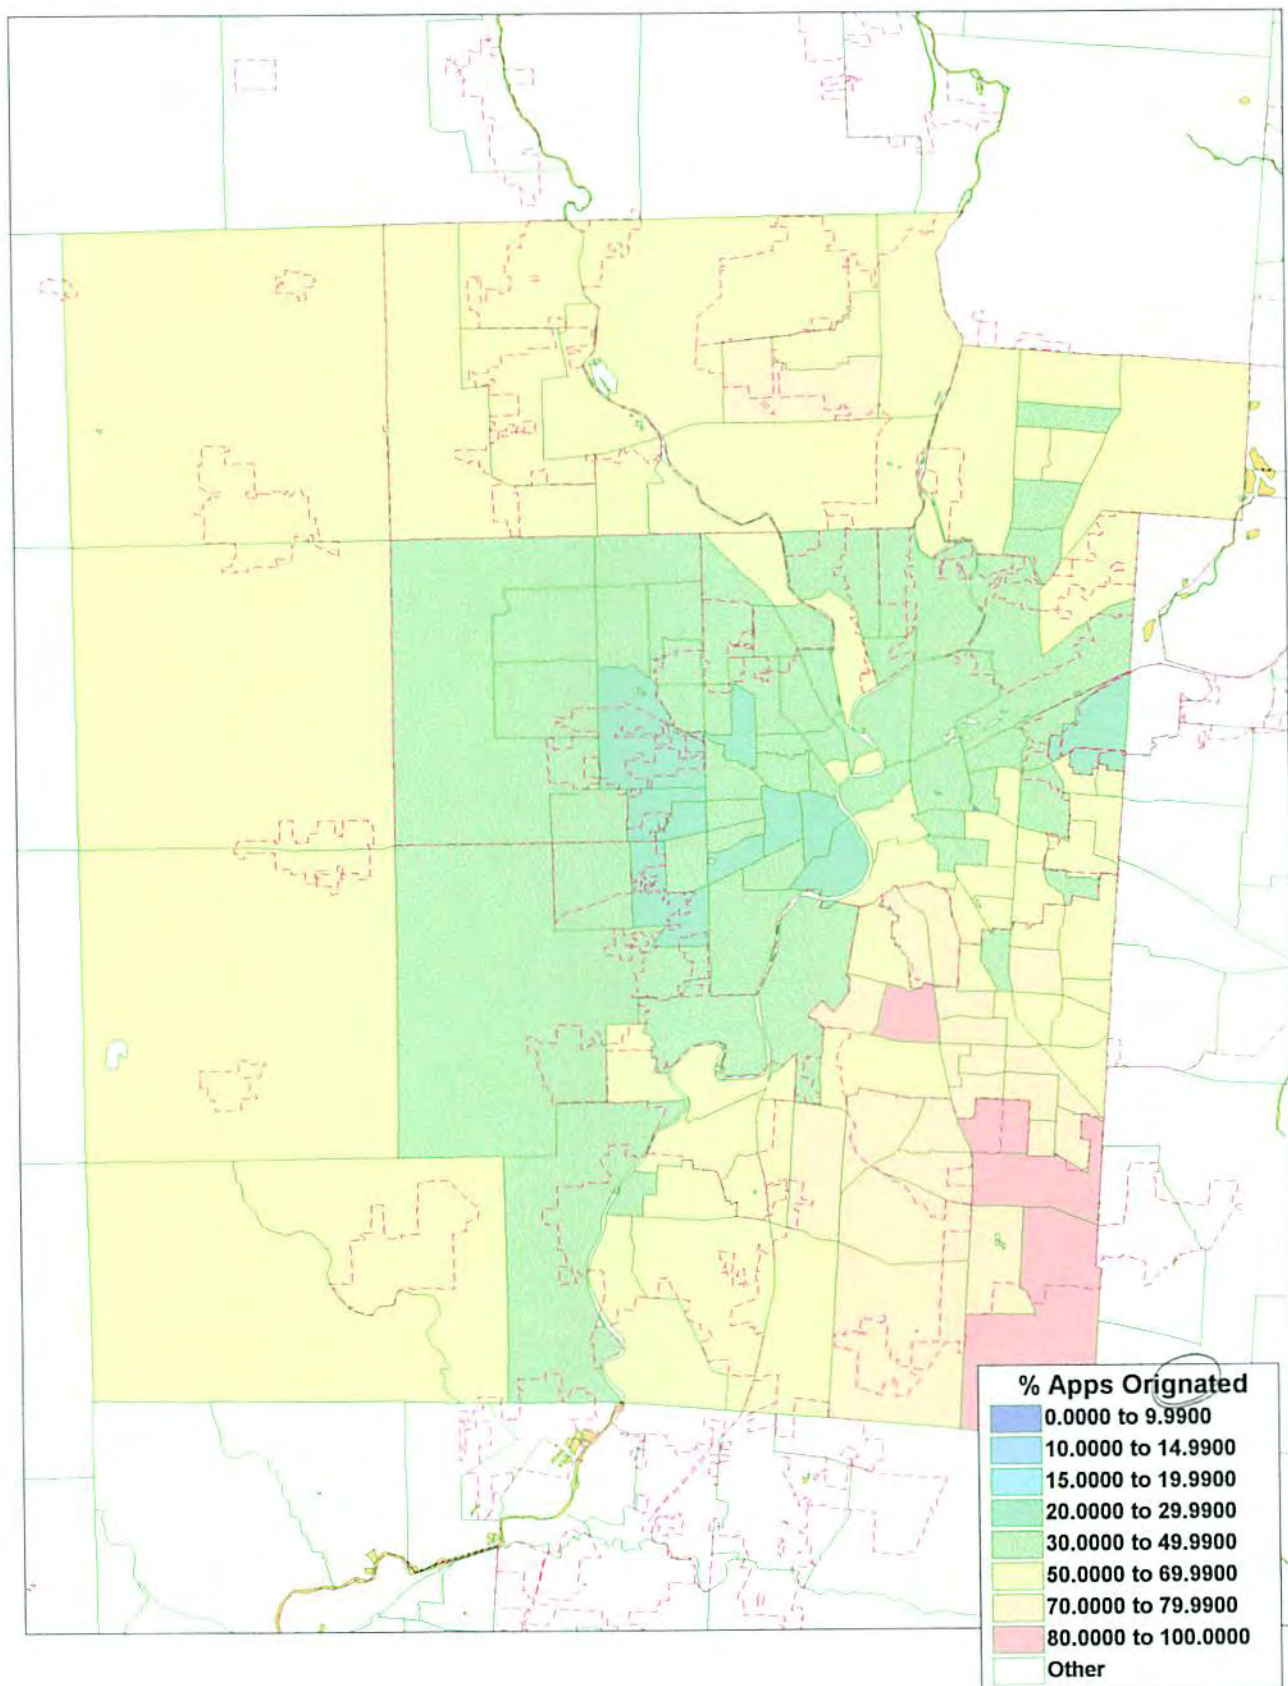 % Apps Orignated
0.0000 to 9.9900
10.0000 to 14.9900
15.0000 to 19.9900
20.0000 to 29.9900
30.0000 to 49.9900
50.0000 to 69.9900
70.0000 to 79.9900
80.0000 to 100.0000
Other